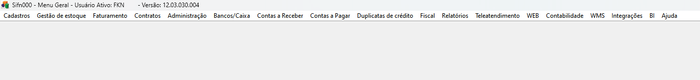 Sifn000 - Menu Geral - Usuário Ativo: FKN - Versão: 12.03.030.004
Cadastros Gestão de estoque Faturamento Contratos Administração Bancos/Caixa Contas a Receber Contas a Pagar Duplicatas de crédito Fiscal Relatórios Teleatendimento WEB Contabilidade WMS Integrações BI Ajuda